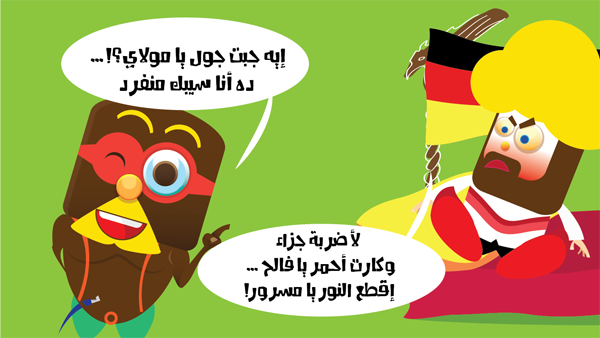 إيه جبت جول يا مولاي؟!...
ده أنا سيبك منفرد
لأ ضربة جزاء
وكارت أحمر يا فالح ...
إقطع النور يا مسرور!